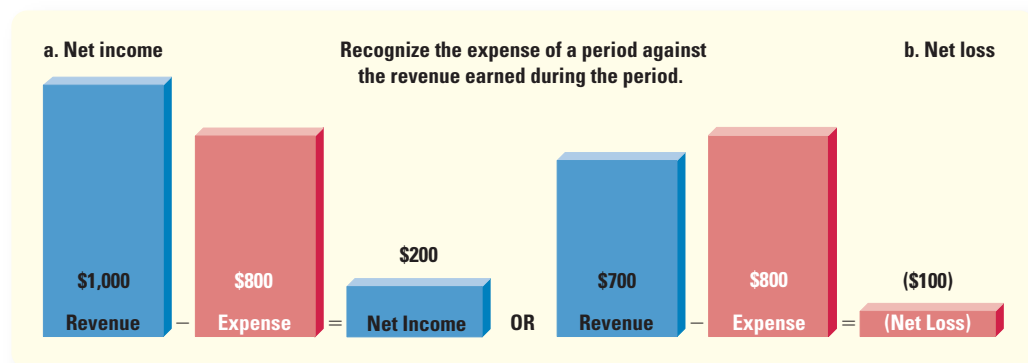 a. Net income
Recognize the expense of a period against
the revenue earned during the period.
b. Net loss
$1,000
Revenue
–
$800
Expense
=
$200
Net Income
OR
$700
Revenue
–
$800
Expense
=
($100)
(Net Loss)